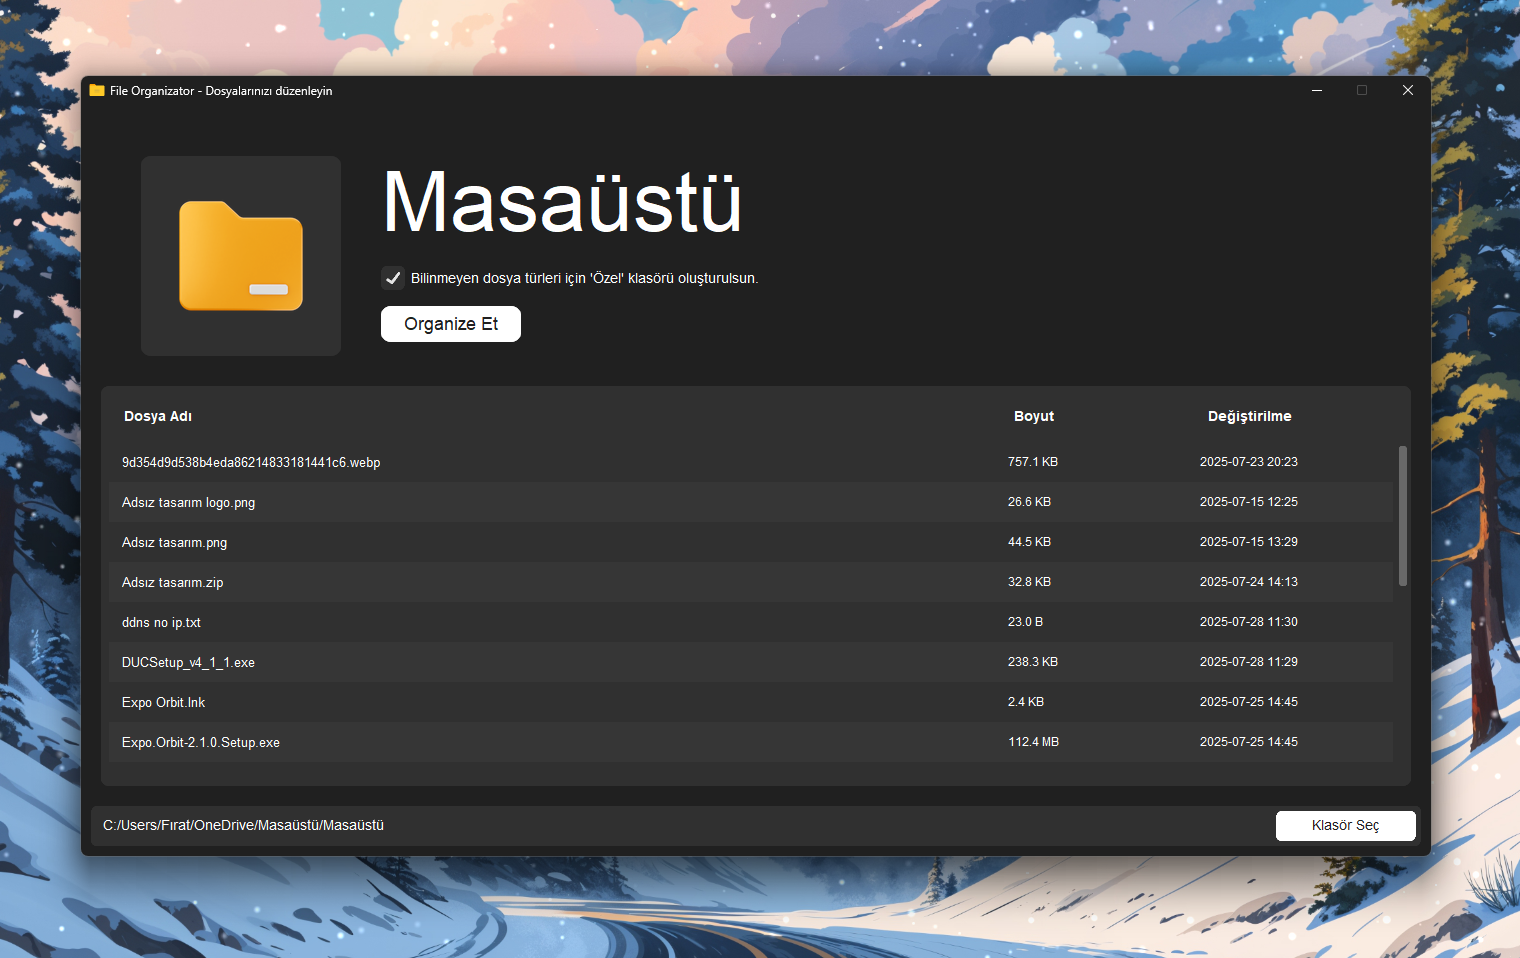 File Organizator - Dosyalarınızı düzenleyin
Masaüstü
Bilinmeyen dosya türleri için 'Özel' klasörü oluşturulsun.
Organize Et
Dosya Adı Boyut Değiştirilme
9d354d9d538b4eda86214833181441c6.webp 757.1 KB 2025-07-23 20:23
Adsız tasarım logo.png 26.6 KB 2025-07-15 12:25
Adsız tasarım.png 44.5 KB 2025-07-15 13:29
Adsız tasarım.zip 32.8 KB 2025-07-24 14:13
ddns no ip.txt 23.0 B 2025-07-28 11:30
DUCSetup_v4_1_1.exe 238.3 KB 2025-07-28 11:29
Expo Orbit.lnk 2.4 KB 2025-07-25 14:45
Expo.Orbit-2.1.0.Setup.exe 112.4 MB 2025-07-25 14:45
C:/Users/Fırat/OneDrive/Masaüstü/Masaüstü Klasör Seç